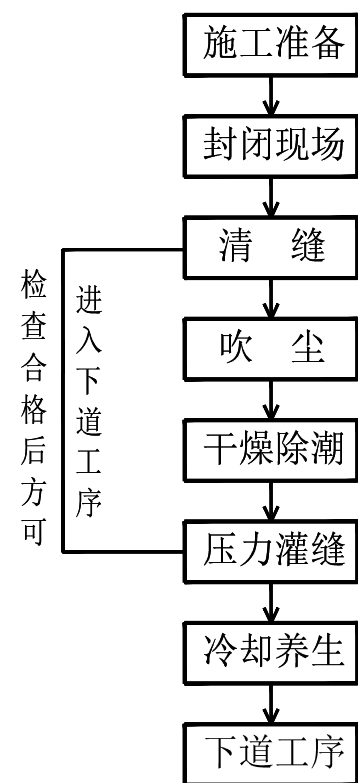 施工准备
封闭现场
清 缝
吹 尘
干燥除潮
压力灌缝
冷却养生
下道工序
检查合格后方可
进入下道工序